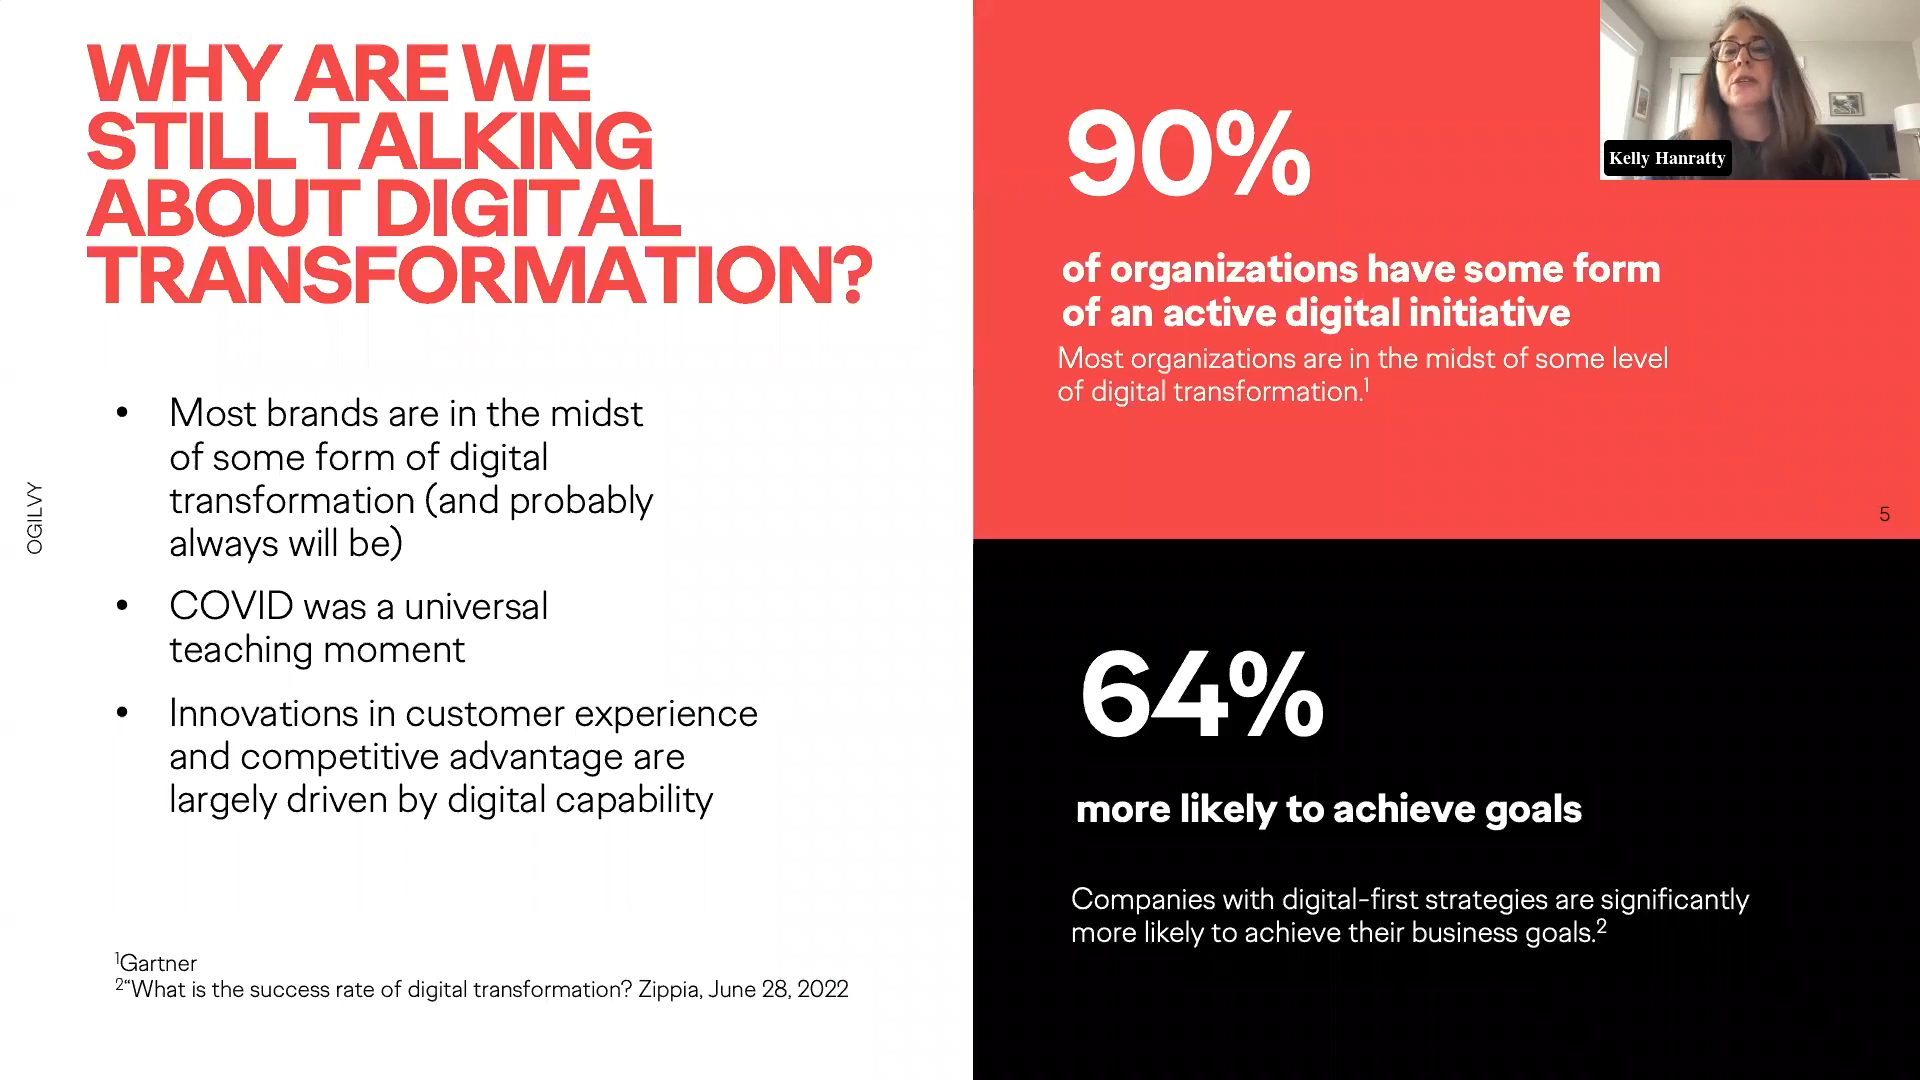 WHY ARE WE
STILL TALKING
ABOUT DIGITAL
TRANSFORMATION?
• Most brands are in the midst
of some form of digital
transformation (and probably
always will be)
• COVID was a universal
teaching moment
• Innovations in customer experience
and competitive advantage are
largely driven by digital capability
¹Gartner
²“What is the success rate of digital transformation? Zippia, June 28, 2022
OGILVY
90%
of organizations have some form
of an active digital initiative
Most organizations are in the midst of some level
of digital transformation.¹
Kelly Hanratty
5
64%
more likely to achieve goals
Companies with digital-first strategies are significantly
more likely to achieve their business goals.²